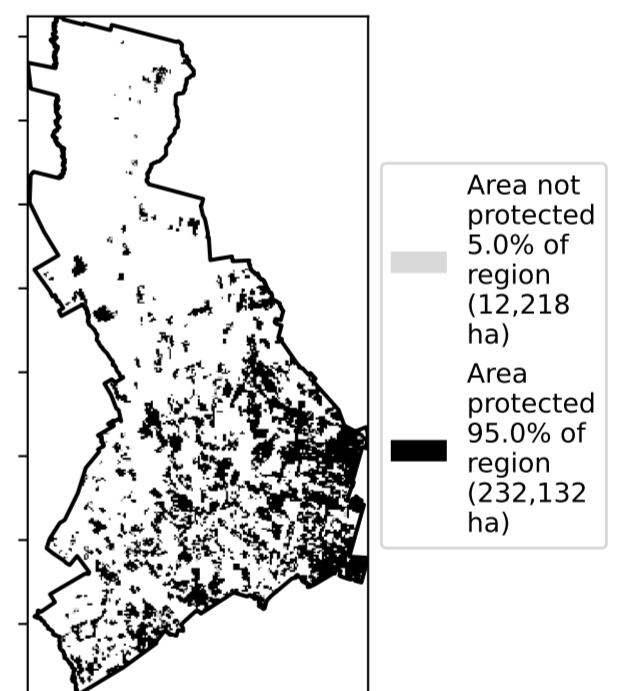 Area not
protected
5.0% of
region
(12,218
ha)
Area
protected
95.0% of
region
(232,132
ha)